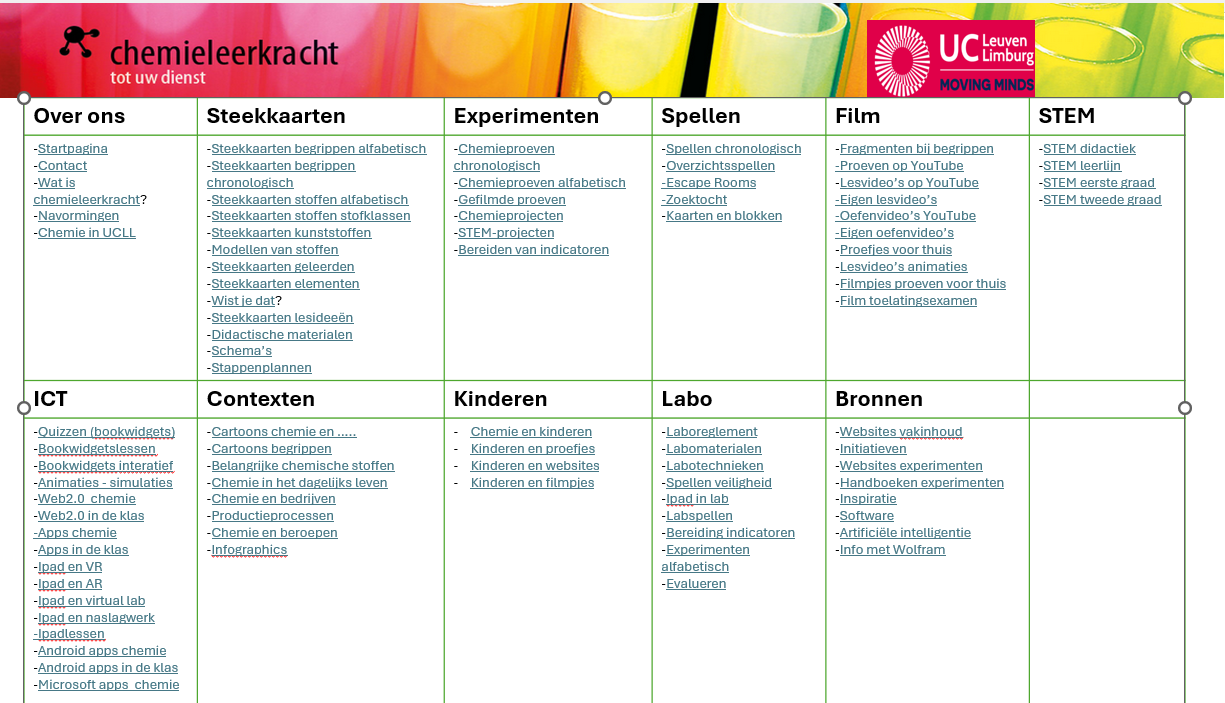 chemieleerkracht
tot uw dienst
UC Leuven
Limburg
MOVING MINDS
Over ons
-Startpagina
-Contact
-Wat is
chemieleerkracht?
-Navormingen
-Chemie in UCLL
Steekkaarten
-Steekkaarten begrippen alfabetisch
-Steekkaarten begrippen
chronologisch
-Steekkaarten stoffen alfabetisch
-Steekkaarten stoffen stofklassen
-Steekkaarten kunststoffen
-Modellen van stoffen
-Steekkaarten geleerden
-Steekkaarten elementen
-Wist je dat?
-Steekkaarten lesideeën
-Didactische materialen
-Schema's
-Stappenplannen
Experimenten
-Chemieproeven
chronologisch
-Chemieproeven alfabetisch
-Gefilmde proeven
-Chemieprojecten
-STEM-projecten
-Bereiden van indicatoren
Spellen
-Spellen chronologisch
-Overzichtsspellen
-Escape Rooms
-Zoektocht
-Kaarten en blokken
Film
-Fragmenten bij begrippen
-Proeven op YouTube
-Lesvideo's op YouTube
-Eigen lesvideo's
-Oefenvideo's YouTube
-Eigen oefenvideo's
-Proefjes voor thuis
-Lesvideo's animaties
-Filmpjes proeven voor thuis
-Film toelatingsexamen
STEM
-STEM didactiek
-STEM leerlijn
-STEM eerste graad
-STEM tweede graad
ICT
-Quizzen (bookwidgets)
-Bookwidgetslessen
-Bookwidgets interatief
-Animaties - simulaties
-Web2.0 chemie
-Web2.0 in de klas
-Apps chemie
-Apps in de klas
-Ipad en VR
-Ipad en AR
-Ipad en virtual lab
-Ipad en naslagwerk
-Ipadlessen
-Android apps chemie
-Android apps in de klas
-Microsoft apps chemie
Contexten
-Cartoons chemie en .....
-Cartoons begrippen
-Belangrijke chemische stoffen
-Chemie in het dagelijks leven
-Chemie en bedrijven
-Productieprocessen
-Chemie en beroepen
-Infographics
Kinderen
- Chemie en kinderen
- Kinderen en proefjes
- Kinderen en websites
- Kinderen en filmpjes
Labo
-Laboreglement
-Labomaterialen
-Labotechnieken
-Spellen veiligheid
-Ipad in lab
-Labspellen
-Bereiding indicatoren
-Experimenten
alfabetisch
-Evalueren
Bronnen
-Websites vakinhoud
-Initiatieven
-Websites experimenten
-Handboeken experimenten
-Inspiratie
-Software
-Artificiële intelligentie
-Info met Wolfram